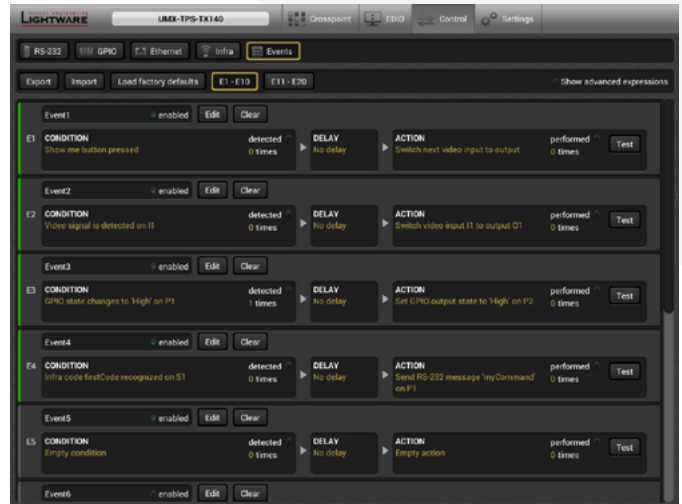 LIGHTWARE UMX-TPS-TX140 Crosspoint EDID Control Settings
RS-232 GPIO Ethernet Infra Events
Export Import Load factory defaults E1-E10 E11-E20 Show advanced expressions
Event1 enabled Edit Clear
E1 CONDITION detected DELAY ACTION performed Test
Show me button pressed 0 times No delay Switch next video input to output 0 times
Event2 enabled Edit Clear
E2 CONDITION detected DELAY ACTION performed Test
Video signal is detected on I1 0 times No delay Switch video input I1 to output O1 0 times
Event3 enabled Edit Clear
E3 CONDITION detected DELAY ACTION performed Test
GPIO state changes to 'High' on P1 1 times No delay Set GPIO output state to 'High' on P2 0 times
Event4 enabled Edit Clear
E4 CONDITION detected DELAY ACTION performed Test
Infra code firstCode recognized on S1 0 times No delay Send RS-232 message 'myCommand' 0 times
on P1
Event5 enabled Edit Clear
E5 CONDITION detected DELAY ACTION performed Test
Empty condition 0 times No delay Empty action 0 times
Event6 enabled Edit Clear